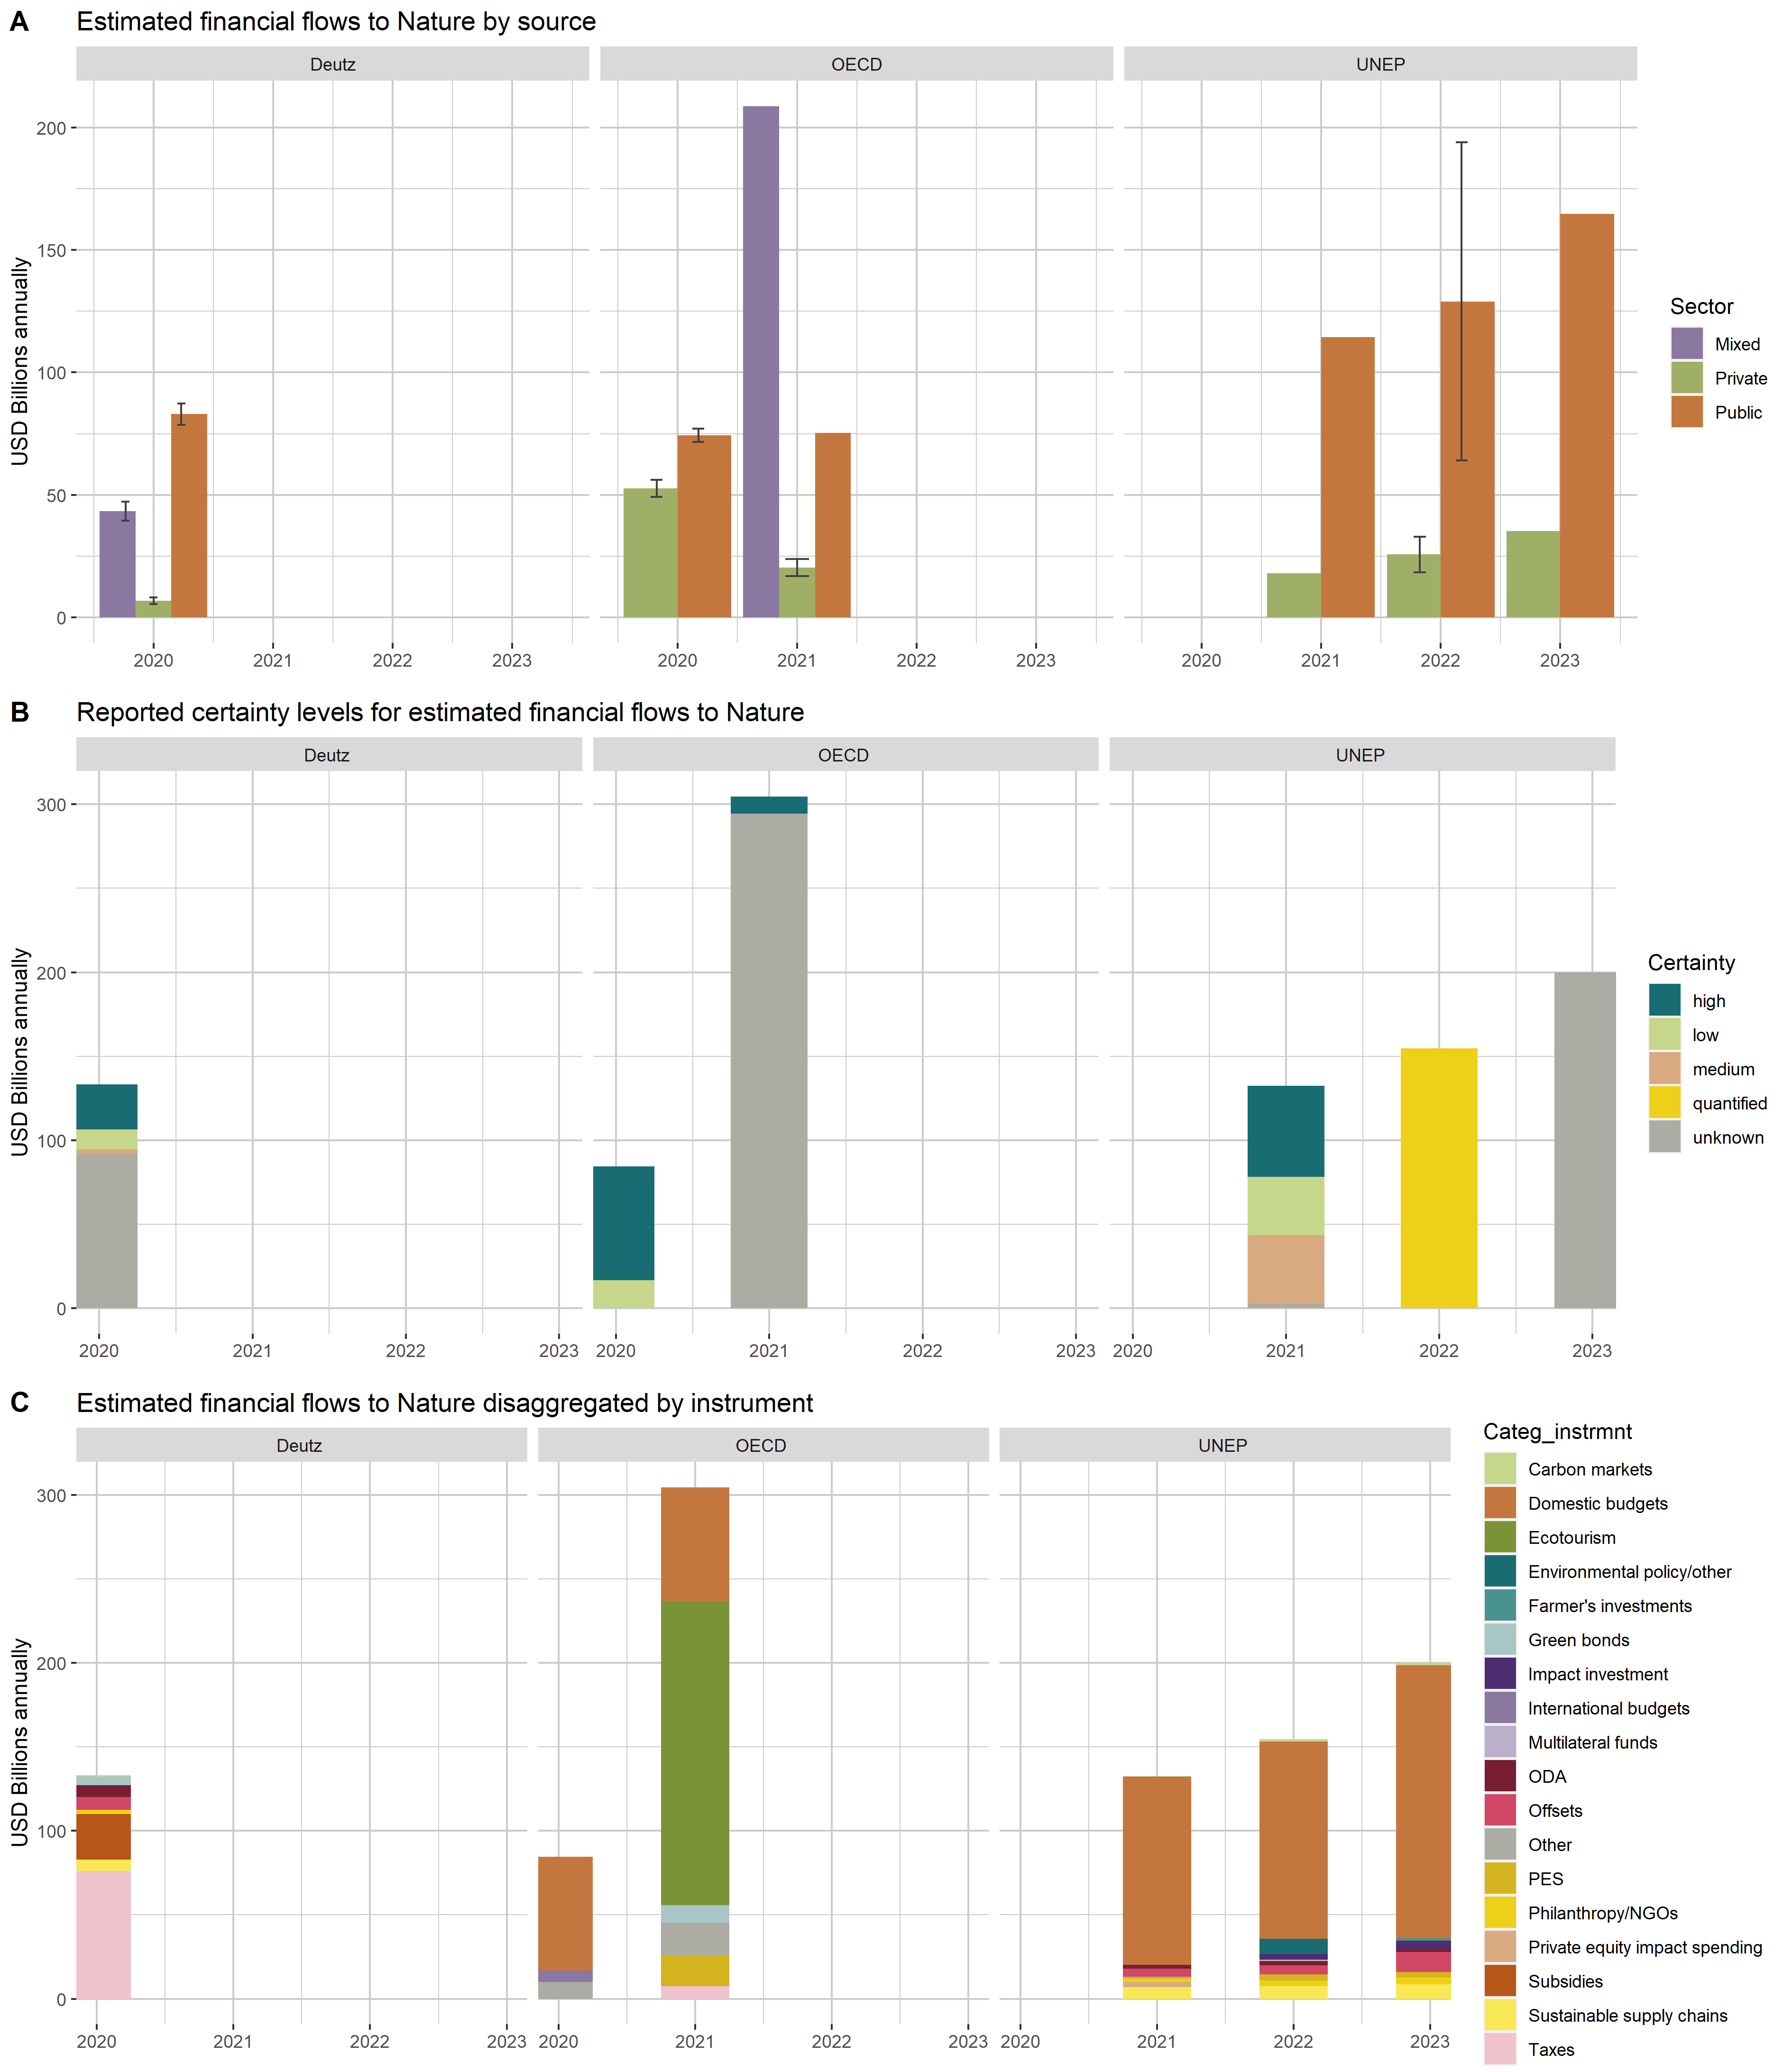 A Estimated financial flows to Nature by source
Deutz OECD UNEP
USD Billions annually
200
150
100
50
0
2020 2021 2022 2023 2020 2021 2022 2023 2020 2021 2022 2023
Sector
Mixed
Private
Public
B Reported certainty levels for estimated financial flows to Nature
Deutz OECD UNEP
USD Billions annually
300
200
100
0
2020 2021 2022 2023 2020 2021 2022 2023 2020 2021 2022 2023
Certainty
high
low
medium
quantified
unknown
C Estimated financial flows to Nature disaggregated by instrument
Deutz OECD UNEP
USD Billions annually
300
200
100
0
2020 2021 2022 2023 2020 2021 2022 2023 2020 2021 2022 2023
Categ_instrmnt
Carbon markets
Domestic budgets
Ecotourism
Environmental policy/other
Farmer's investments
Green bonds
Impact investment
International budgets
Multilateral funds
ODA
Offsets
Other
PES
Philanthropy/NGOs
Private equity impact spending
Subsidies
Sustainable supply chains
Taxes